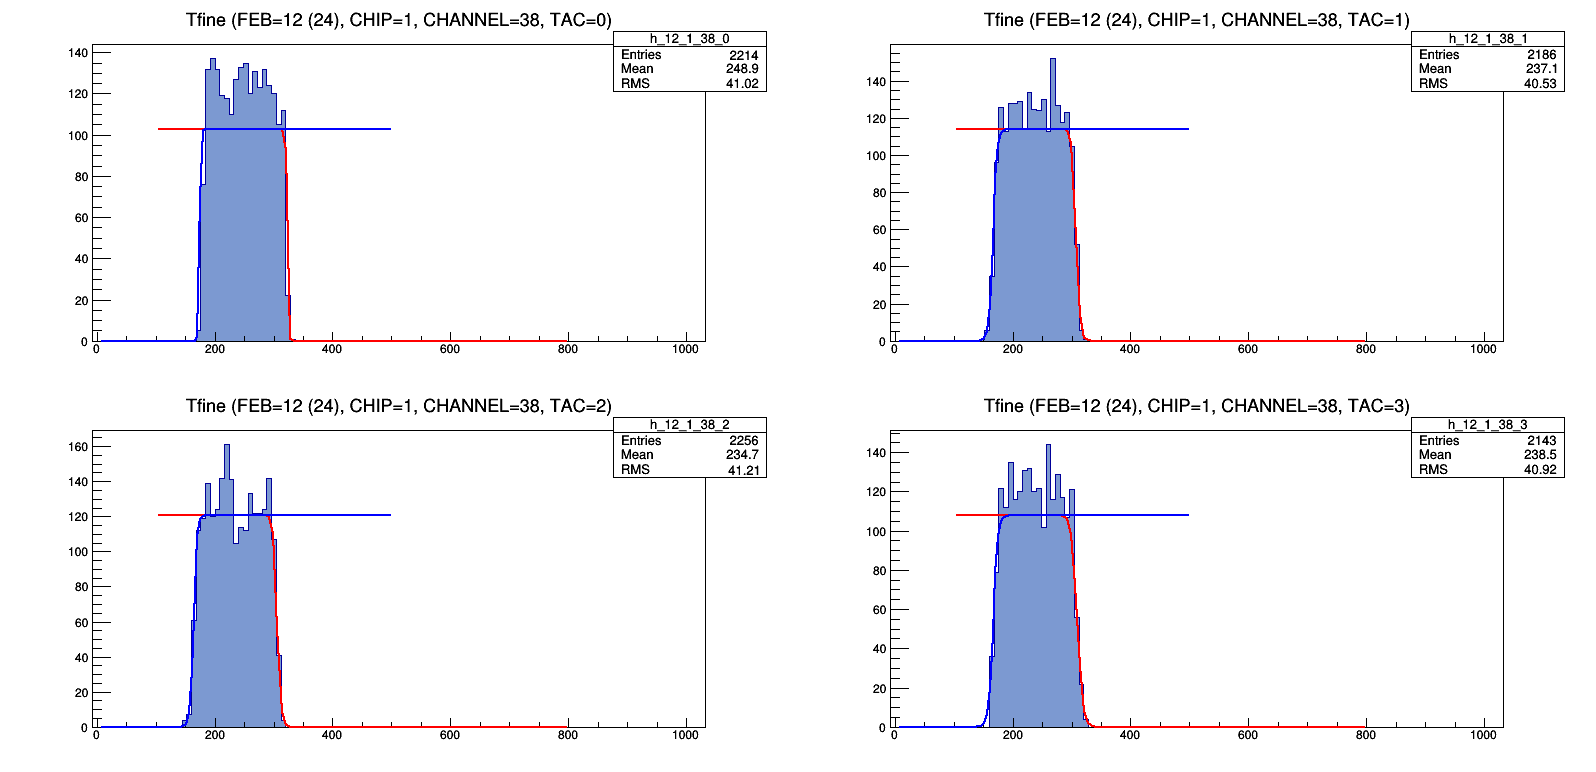 Tfine (FEB=12 (24), CHIP=1, CHANNEL=38, TAC=0)
h_12_1_38_0
Entries 2214
Mean 248.9
RMS 41.02
140
120
100
80
60
40
20
0
0 200 400 600 800 1000
Tfine (FEB=12 (24), CHIP=1, CHANNEL=38, TAC=1)
h_12_1_38_1
Entries 2186
Mean 237.1
RMS 40.53
140
120
100
80
60
40
20
0
0 200 400 600 800 1000
Tfine (FEB=12 (24), CHIP=1, CHANNEL=38, TAC=2)
h_12_1_38_2
Entries 2256
Mean 234.7
RMS 41.21
160
140
120
100
80
60
40
20
0
0 200 400 600 800 1000
Tfine (FEB=12 (24), CHIP=1, CHANNEL=38, TAC=3)
h_12_1_38_3
Entries 2143
Mean 238.5
RMS 40.92
140
120
100
80
60
40
20
0
0 200 400 600 800 1000